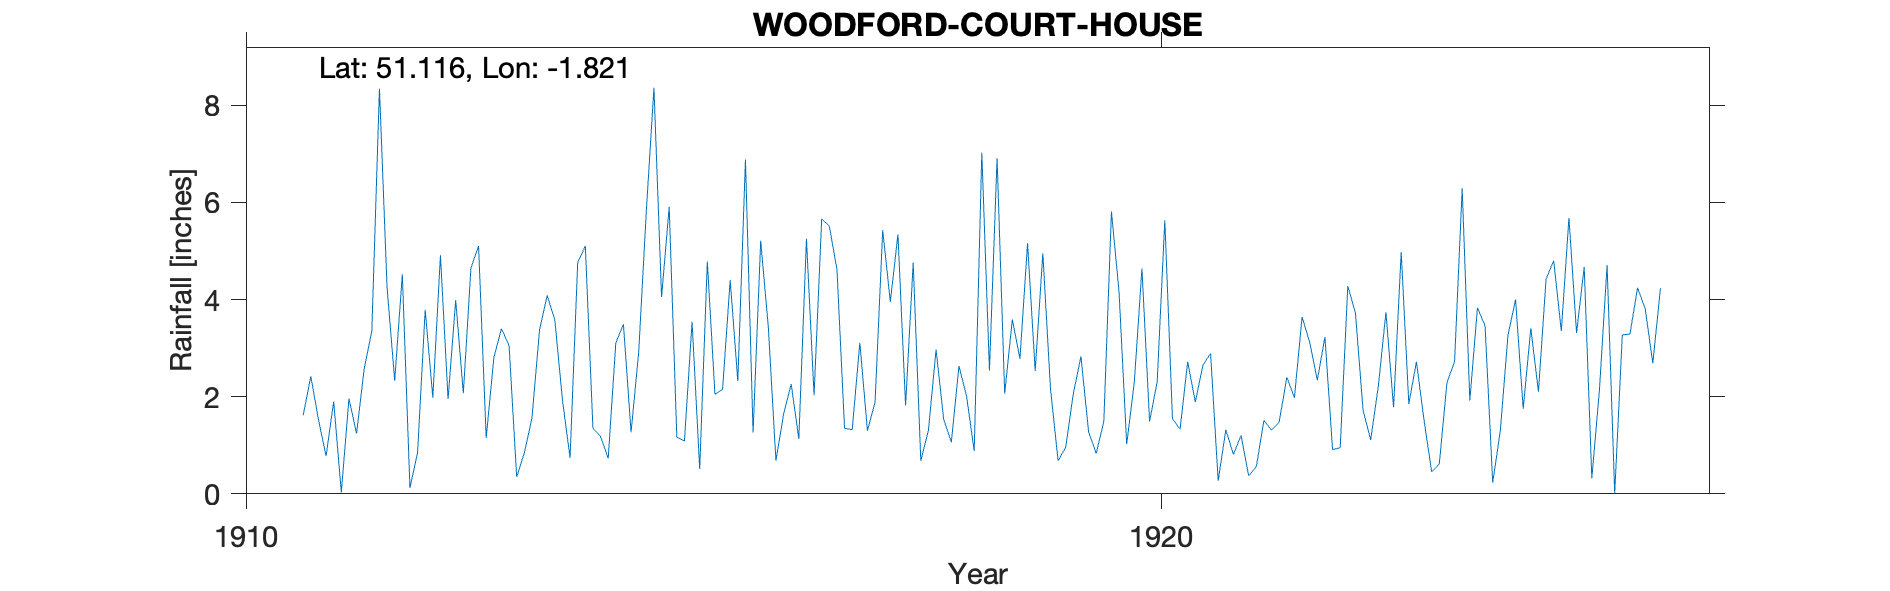 WOODFORD-COURT-HOUSE
Lat: 51.116, Lon: -1.821
8
6
4
2
0
Rainfall [inches]
1910 1920
Year